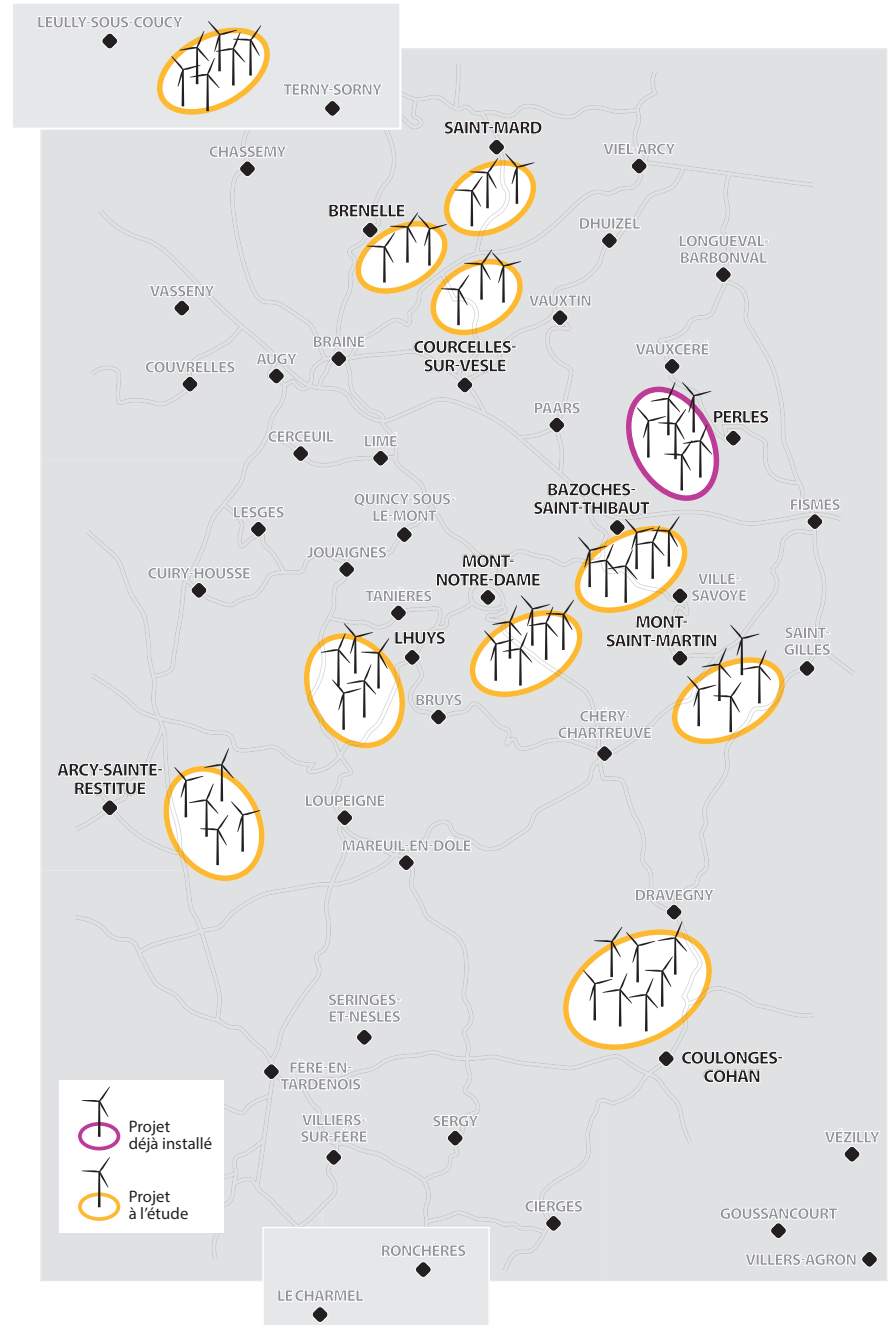 LEULLY-SOUS-COUCY
TERNY-SORNY
SAINT-MARD
CHASSEMY
VIEL-ARCY
BRENELLE
DHUIZEL
LONGUEVAL-
BARBONVAL
VASSENY
VAUXTIN
BRAINE
COURCELLES-
SUR-VESLE
VAUXCERE
AUGY
COUVRELLES
PAARS
PERLES
CERCEUIL
LIMÉ
BAZOCHES-
SAINT-THIBAUT
QUINCY-SOUS-
LE-MONT
FISMES
LESGES
JOUAIGNES
MONT-
NOTRE-DAME
CUIRY-HOUSSE
VILLE-
SAVOYE
TANIÈRES
MONT-
SAINT-MARTIN
LHUYS
SAINT-
GILLES
BRUYS
CHÉRY-
CHARTREUVE
ARCY-SAINTE-
RESTITUE
LOUPEIGNE
MAREUIL-EN-DÔLE
DRAVEGNY
SERINGES-
ET-NESLES
COULONGES-
COHAN
FÈRE-EN-
TARDENOIS
Projet
déjà installé
VILLIERS-
SUR-FÈRE
SERGY
VÉZILLY
Projet
à l'étude
CIERGES
GOUSSANCOURT
RONCHÈRES
VILLERS-AGRON
LE CHARMEL